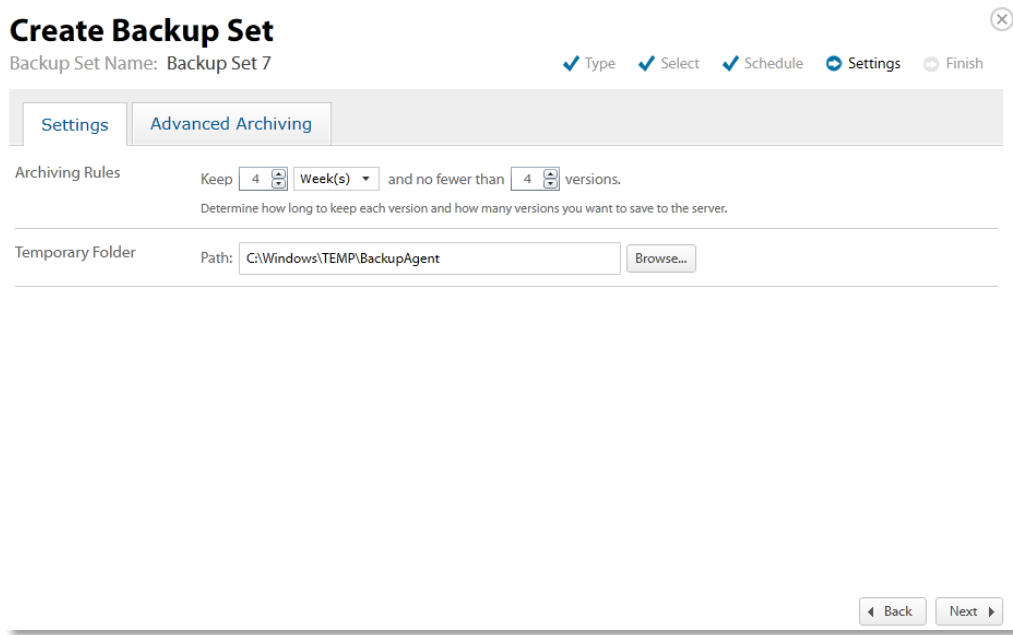 Create Backup Set
Backup Set Name: Backup Set 7
Type Select Schedule Settings Finish
Settings Advanced Archiving
Archiving Rules
Keep 4 Week(s) and no fewer than 4 versions.
Determine how long to keep each version and how many versions you want to save to the server.
Temporary Folder
Path: C:\Windows\TEMP\BackupAgent Browse...
Back Next